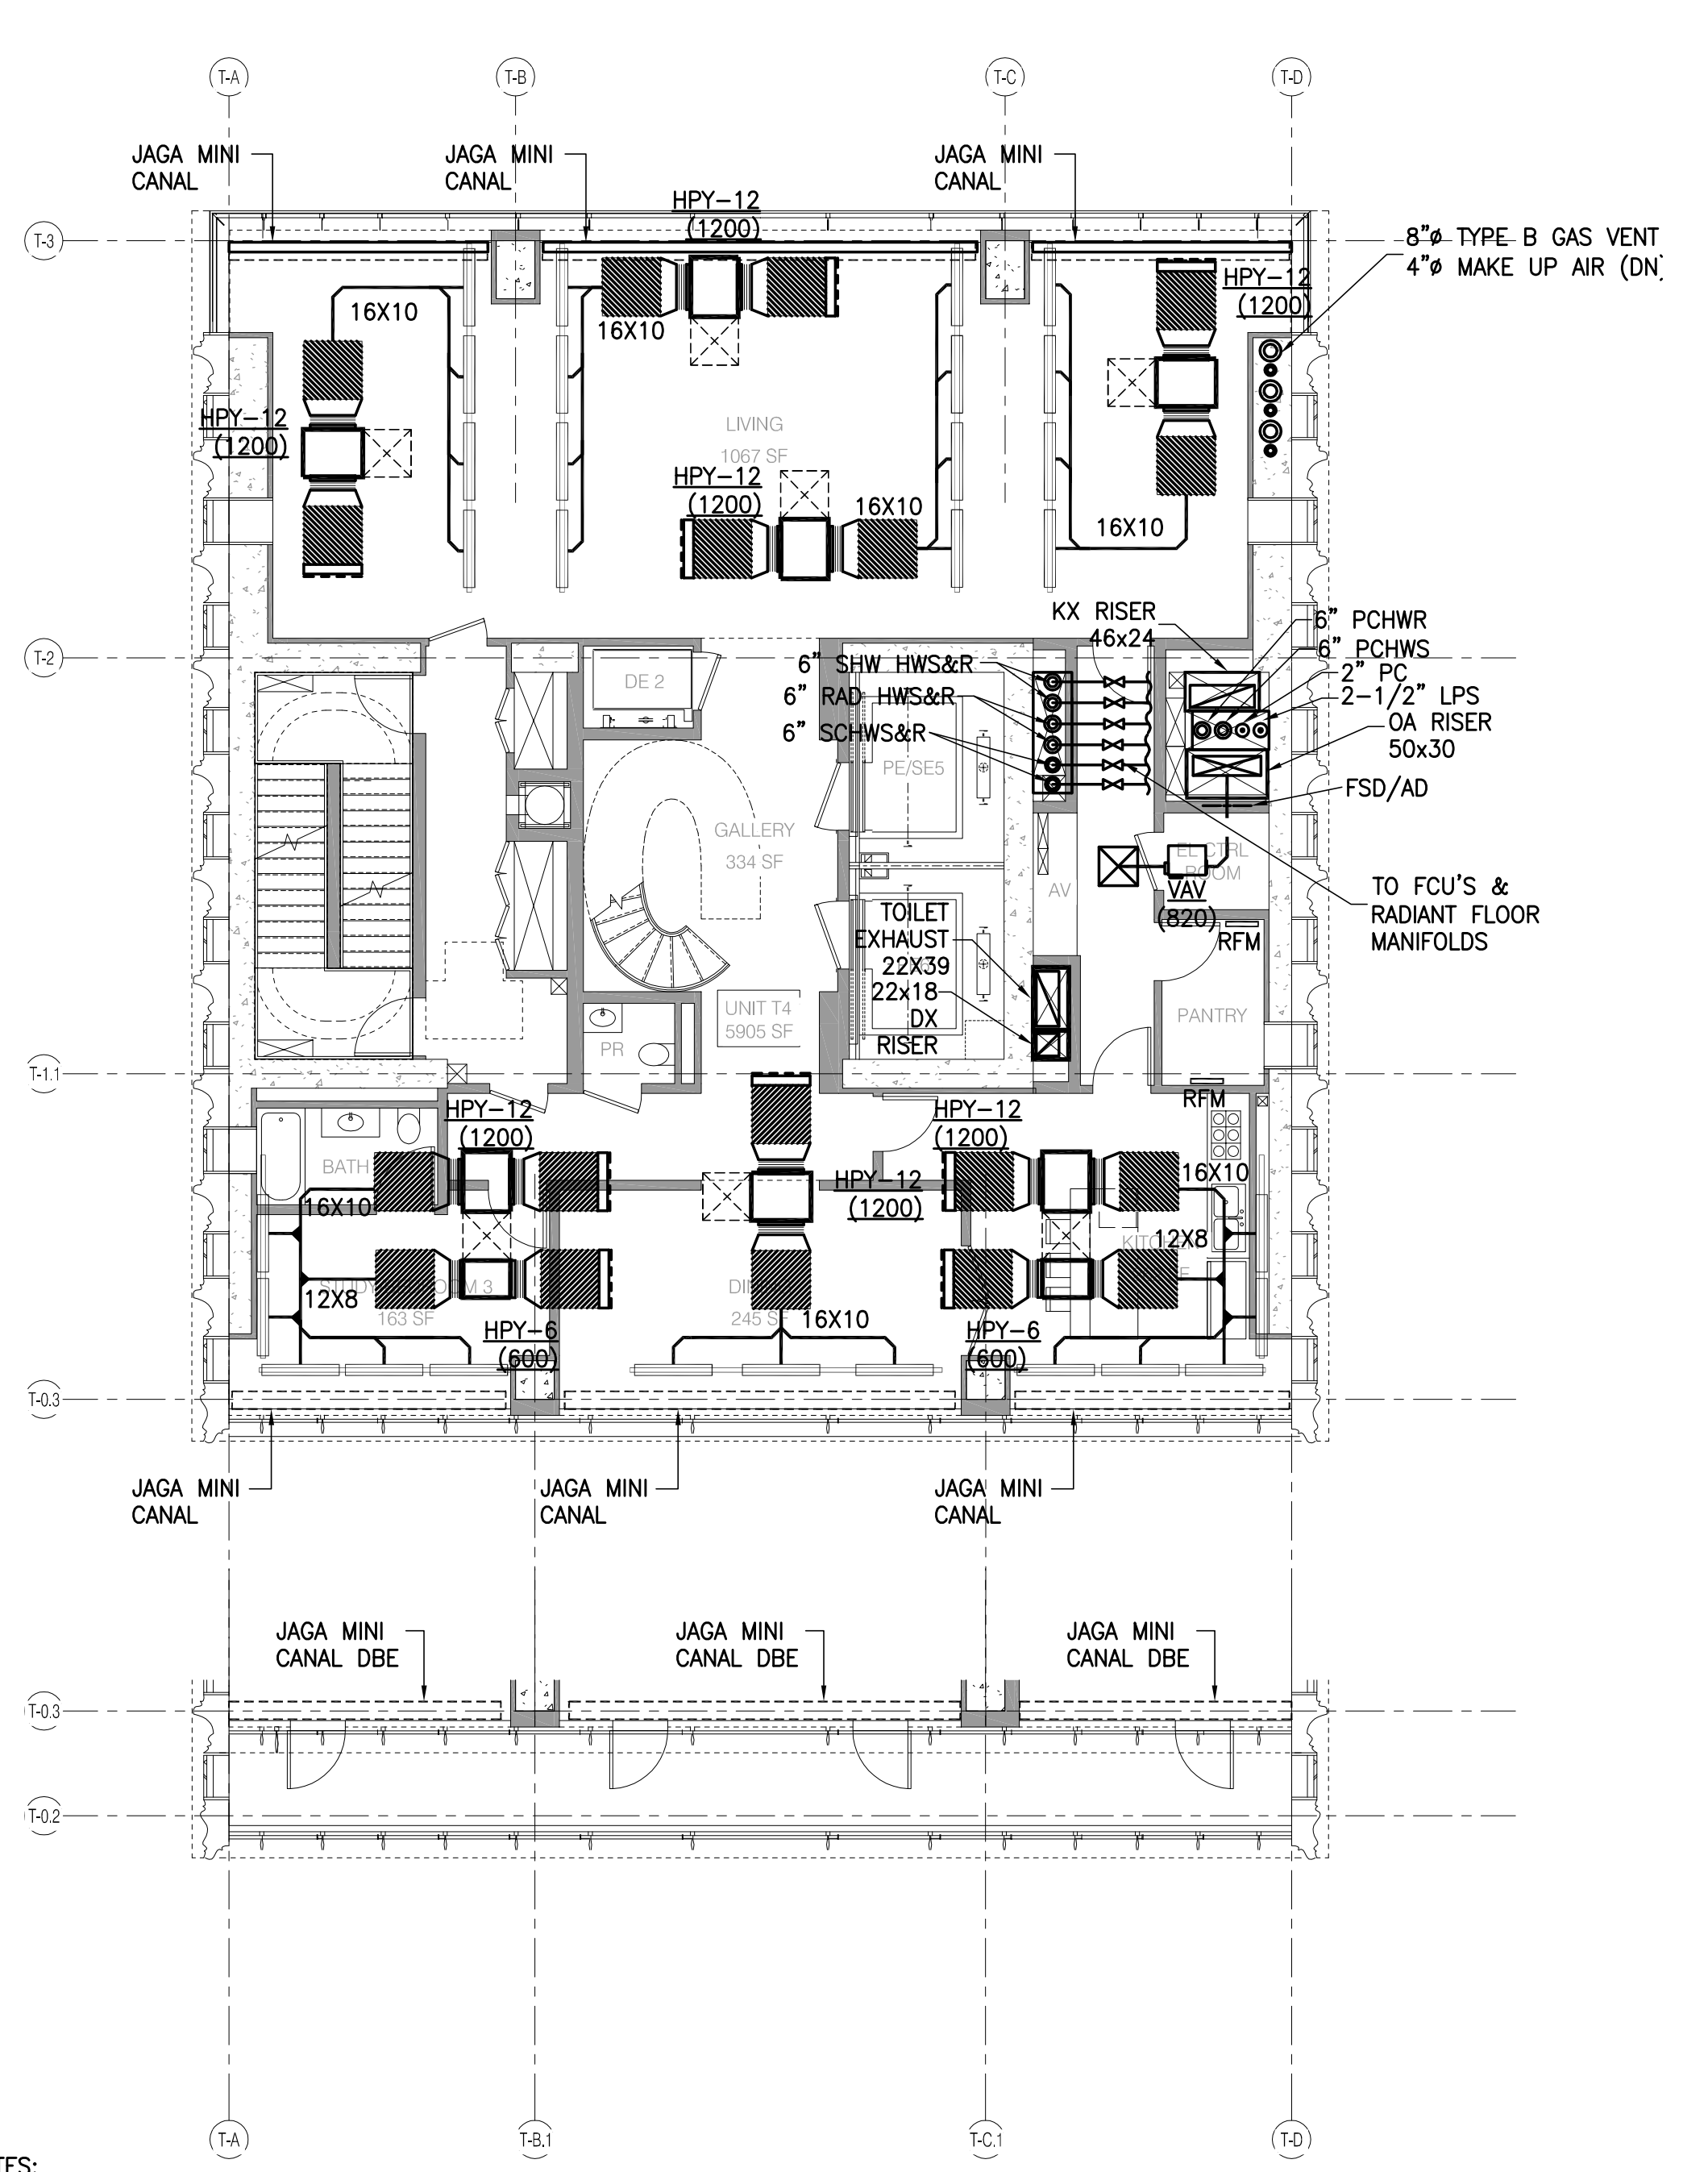 T-A
T-B
T-C
T-D
JAGA MINI
CANAL
JAGA MINI
CANAL
JAGA MINI
CANAL
HPY-12
(1200)
T-3
8"ø TYPE B GAS VENT
4"ø MAKE UP AIR (DN)
HPY-12
(1200)
16X10
16X10
HPY-12
(1200)
LIVING
1067 SF
HPY-12
(1200)
16X10
16X10
KX RISER
46x24
6" PCHWR
6" PCHWS
2" PC
2-1/2" LPS
OA RISER
50x30
FSD/AD
T-2
6" SHW HWS&R
6" RAD HWS&R
6" SCHWS&R
DE 2
PE/SE5
GALLERY
334 SF
EL CTRL
ROOM
AV
VAV
(820)
TO FCU'S &
RADIANT FLOOR
MANIFOLDS
RFM
TOILET
EXHAUST
22X39
22x18
DX
RISER
UNIT T4
5905 SF
PANTRY
PR
T-1.1
RFM
HPY-12
(1200)
HPY-12
(1200)
BATH
16X10
HPY-12
(1200)
16X10
12X8
STUDY
OOM 3
163 SF
12X8
245 SF
16X10
HPY-6
(600)
HPY-6
(600)
T-0.3
JAGA MINI
CANAL
JAGA MINI
CANAL
JAGA MINI
CANAL
JAGA MINI
CANAL DBE
JAGA MINI
CANAL DBE
JAGA MINI
CANAL DBE
T-0.3
T-0.2
T-A
T-B.1
T-C.1
T-D